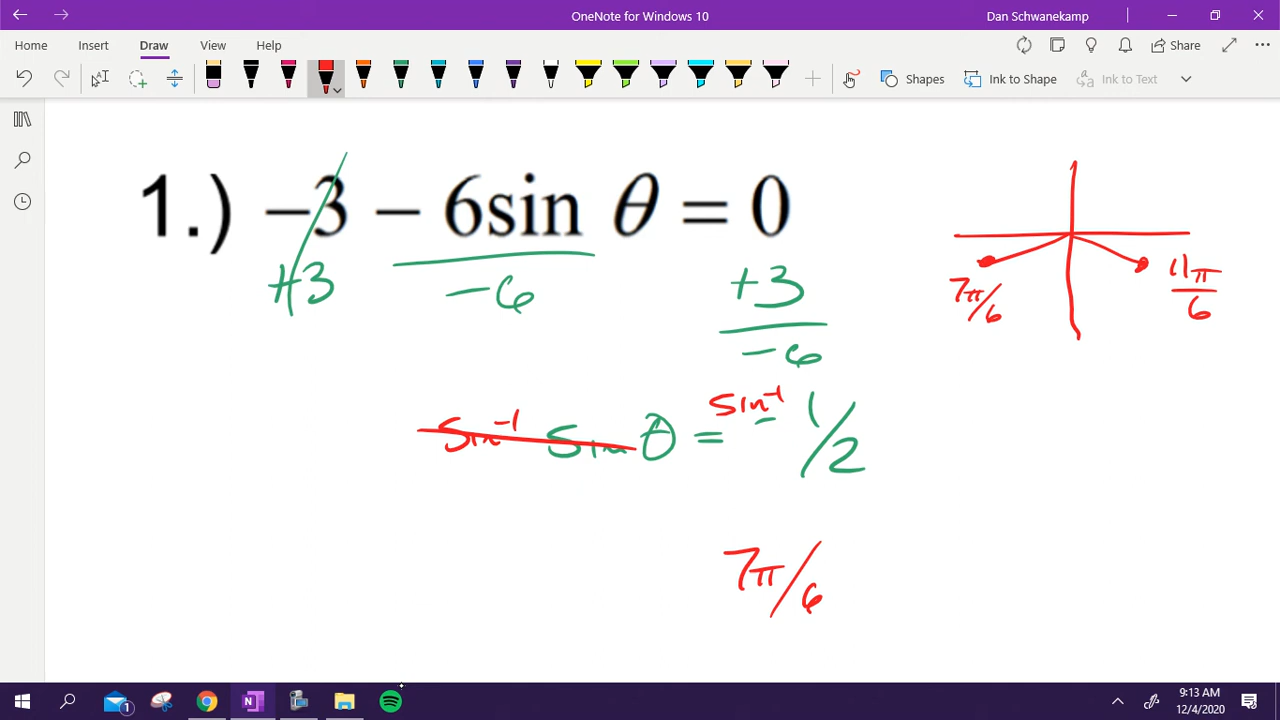 OneNote for Windows 10
Dan Schwanekamp
Home Insert Draw View Help
Share
Shapes Ink to Shape Ink to Text
1.) −3 − 6sin θ = 0
+3 −6 +3
−6
sin⁻¹ sin θ = sin⁻¹ − 1/2
7π/6
7π/6
11π
6
1
N
9:13 AM
12/4/2020